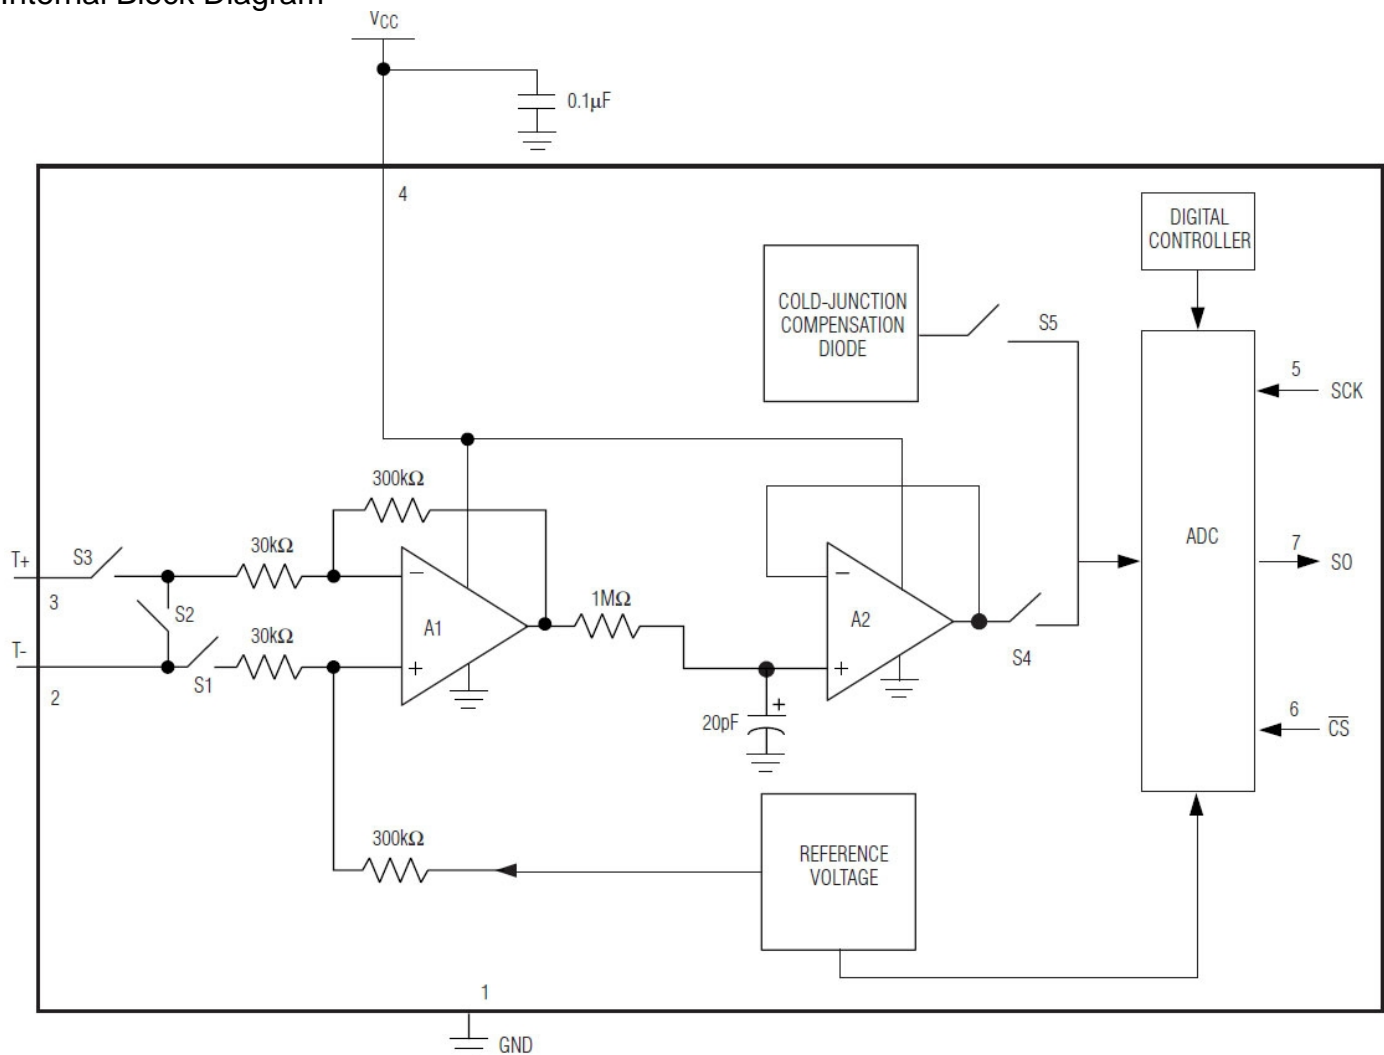 Internal Block Diagram
VCC
0.1µF
4
DIGITAL
CONTROLLER
COLD-JUNCTION
COMPENSATION
DIODE
S5
5
SCK
300kΩ
ADC
7
SO
T+
S3
30kΩ
−
3
S2
A1
1MΩ
−
A2
T-
30kΩ
S1
+
+
S4
2
20pF
+
6
CS
300kΩ
REFERENCE
VOLTAGE
1
GND